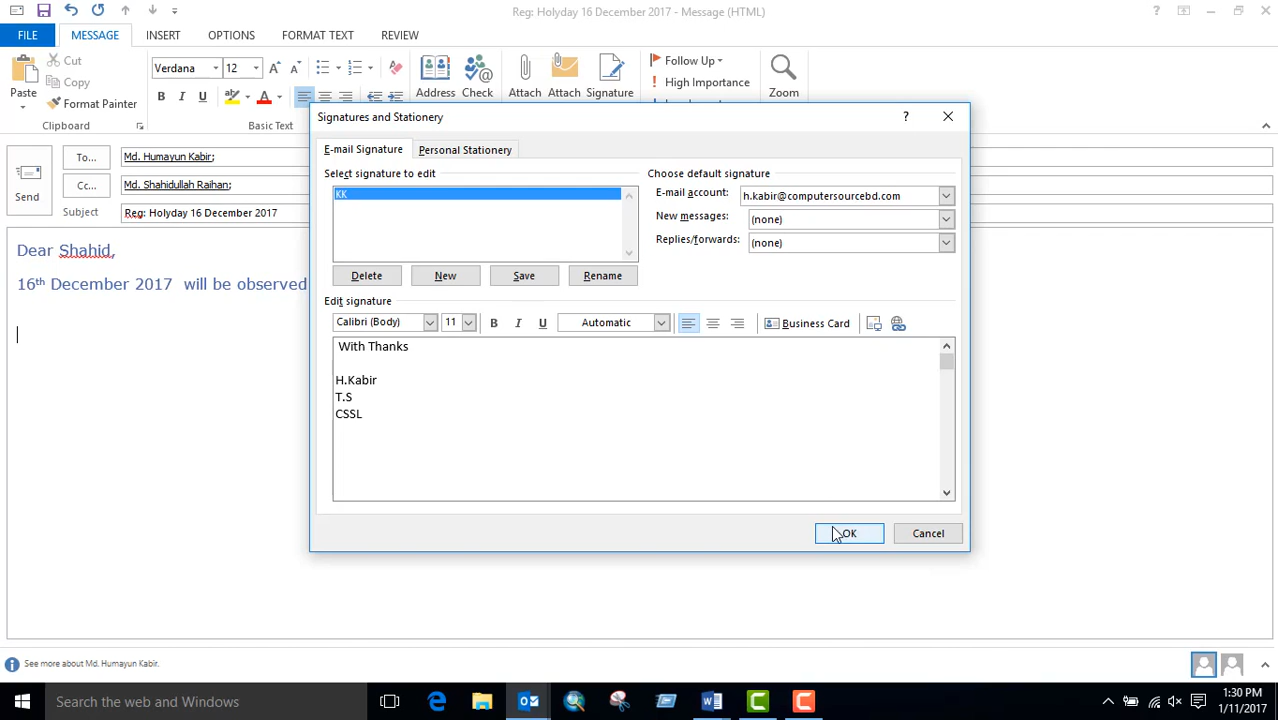 Reg: Holyday 16 December 2017 - Message (HTML)
FILE MESSAGE INSERT OPTIONS FORMAT TEXT REVIEW
Paste
Cut
Copy
Format Painter
Clipboard
Verdana 12
B I U
Basic Text
Address
Check
Attach
Attach
Signature
Follow Up
High Importance
Zoom
Send
To... Md. Humayun Kabir;
Cc... Md. Shahidullah Raihan;
Subject Reg: Holyday 16 December 2017
Dear Shahid,
16th December 2017 will be observed
Signatures and Stationery
E-mail Signature Personal Stationery
Select signature to edit
KK
Delete New Save Rename
Choose default signature
E-mail account: h.kabir@computersourcebd.com
New messages: (none)
Replies/forwards: (none)
Edit signature
Calibri (Body) 11 B I U Automatic Business Card
With Thanks
H.Kabir
T.S
CSSL
OK Cancel
See more about Md. Humayun Kabir.
Search the web and Windows
1:30 PM
1/11/2017